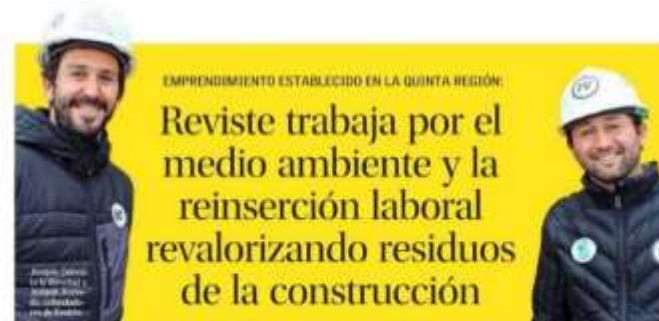 EMPRENDIMIENTO ESTABLECIDO EN LA QUINTA REGIÓN:
Reviste trabaja por el
medio ambiente y la
reinserción laboral
revalorizando residuos
de la construcción